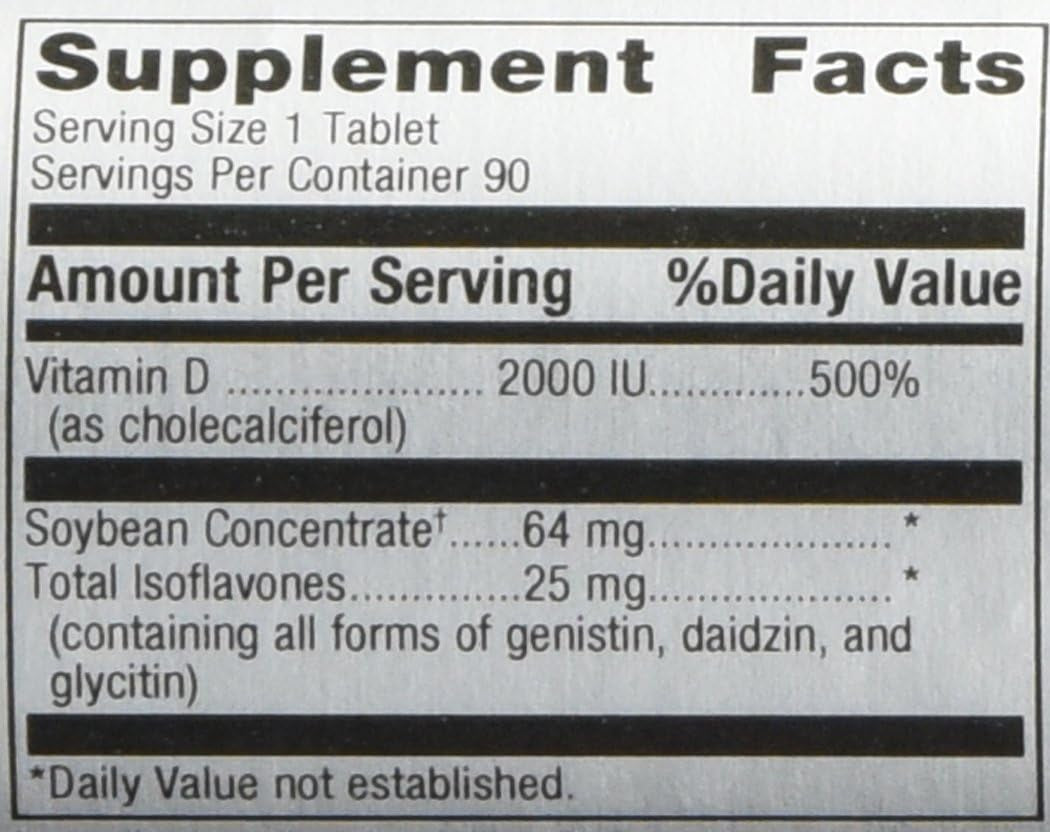 Supplement Facts
Serving Size 1 Tablet
Servings Per Container 90
Amount Per Serving %Daily Value
Vitamin D ..................... 2000 IU.............500%
(as cholecalciferol)
Soybean Concentrate†......64 mg.................... *
Total Isoflavones..............25 mg.................... *
(containing all forms of genistin, daidzin, and
glycitin)
*Daily Value not established.